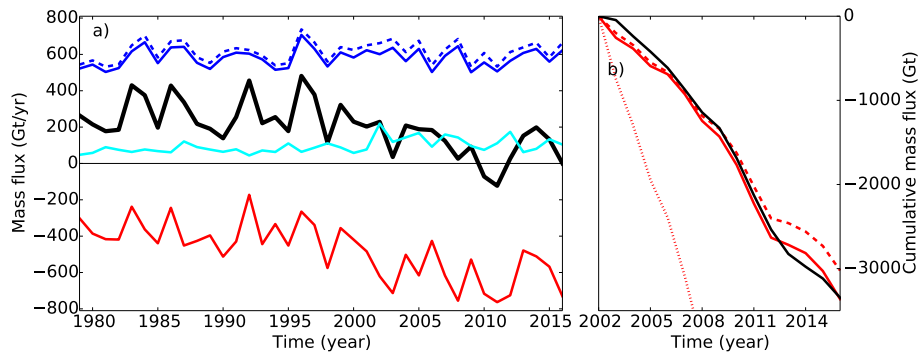 a)
800
600
400
200
0
−200
−400
−600
−800
Mass flux (Gt/yr)
1980 1985 1990 1995 2000 2005 2010 2015
Time (year)
b)
0
−1000
−2000
−3000
Cumulative mass flux (Gt)
2002 2005 2008 2011 2014
Time (year)